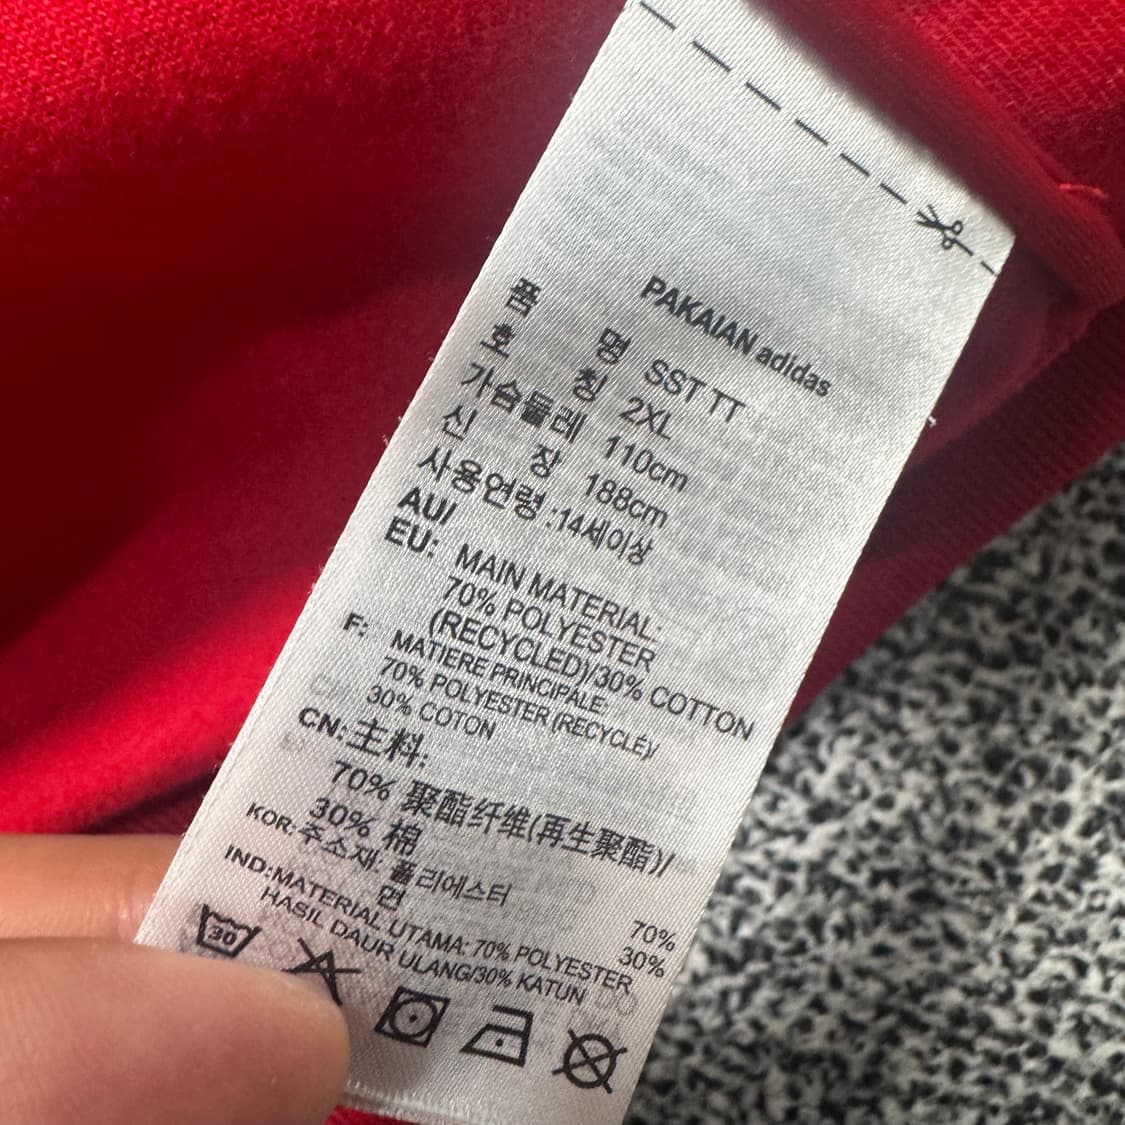 PAKAIAN adidas
품 명 SST TT
호 칭 2XL
가슴둘레 110cm
신 장 188cm
사용연령 :14세이상
AU/
EU: MAIN MATERIAL:
70% POLYESTER
(RECYCLED)/30% COTTON
F: MATIERE PRINCIPALE:
70% POLYESTER (RECYCLE)/
30% COTON
CN:主料:
70% 聚酯纤维(再生聚酯)/
30% 棉
KOR:주소재: 폴리에스터 70%
면 30%
IND:MATERIAL UTAMA: 70% POLYESTER
HASIL DAUR ULANG/30% KATUN
30